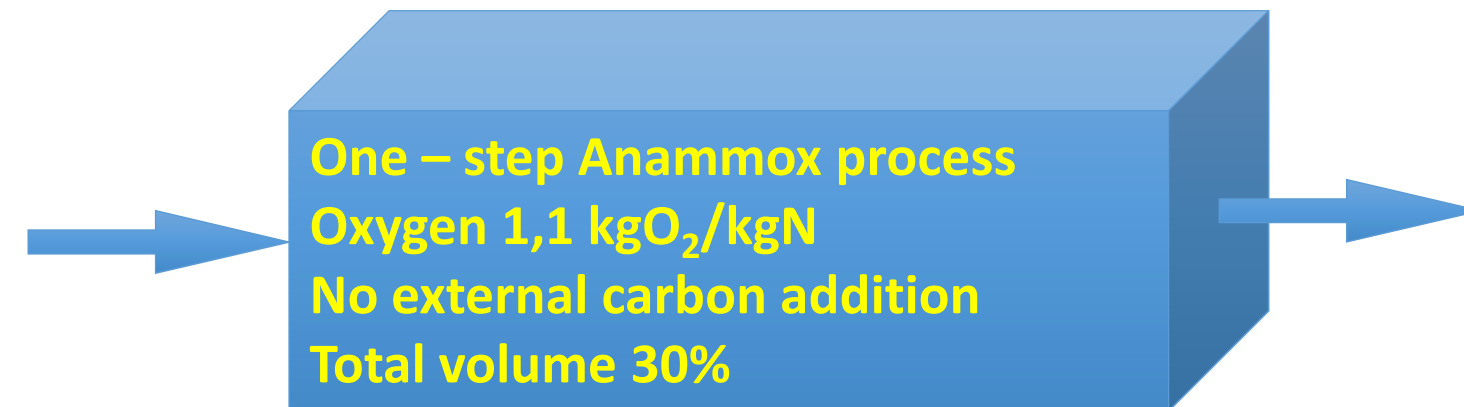 One – step Anammox process
Oxygen 1,1 kgO₂/kgN
No external carbon addition
Total volume 30%